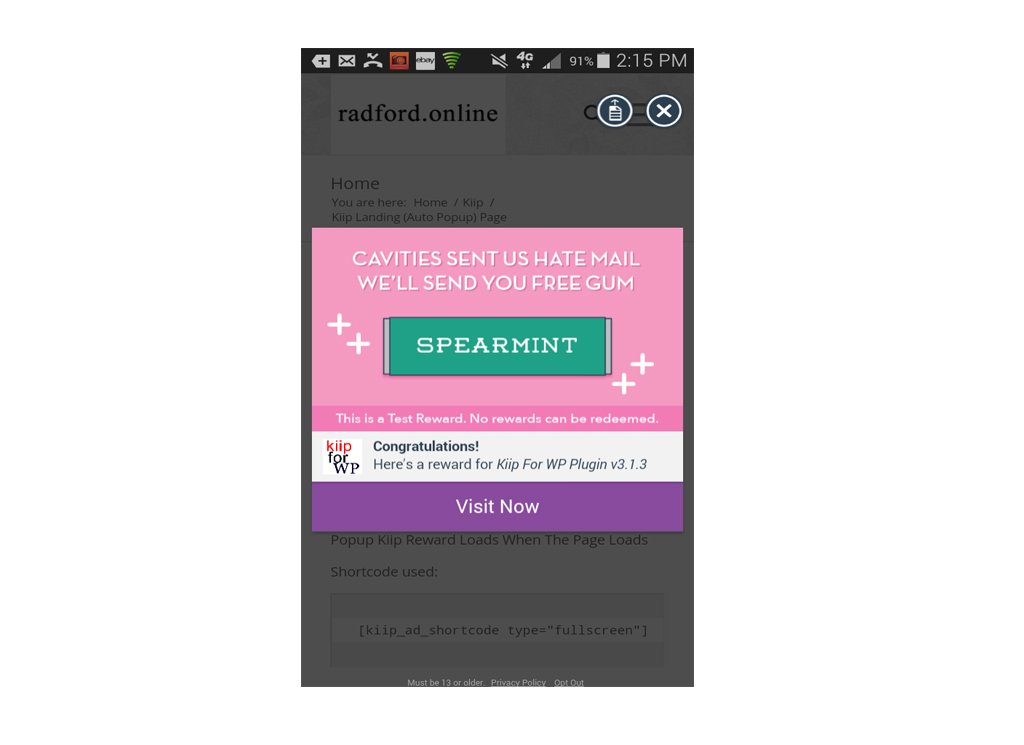 ebay 4G 91% 2:15 PM
radford.online
Home
You are here: Home / Kiip /
Kiip Landing (Auto Popup) Page
CAVITIES SENT US HATE MAIL
WE'LL SEND YOU FREE GUM
SPEARMINT
This is a Test Reward. No rewards can be redeemed.
kiip
for
WP
Congratulations!
Here's a reward for Kiip For WP Plugin v3.1.3
Visit Now
Popup Kiip Reward Loads When The Page Loads
Shortcode used:
[kiip_ad_shortcode type="fullscreen"]
Must be 13 or older. Privacy Policy Opt Out